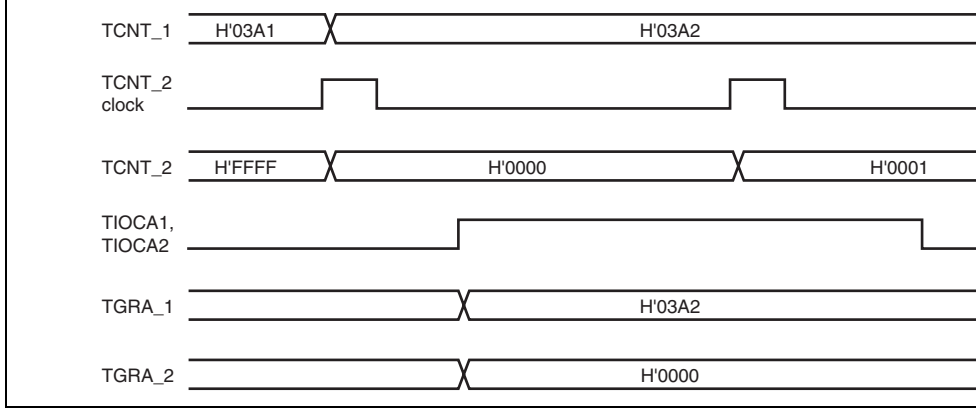 TCNT_1 H'03A1 H'03A2
TCNT_2
clock
TCNT_2 H'FFFF H'0000 H'0001
TIOCA1,
TIOCA2
TGRA_1 H'03A2
TGRA_2 H'0000